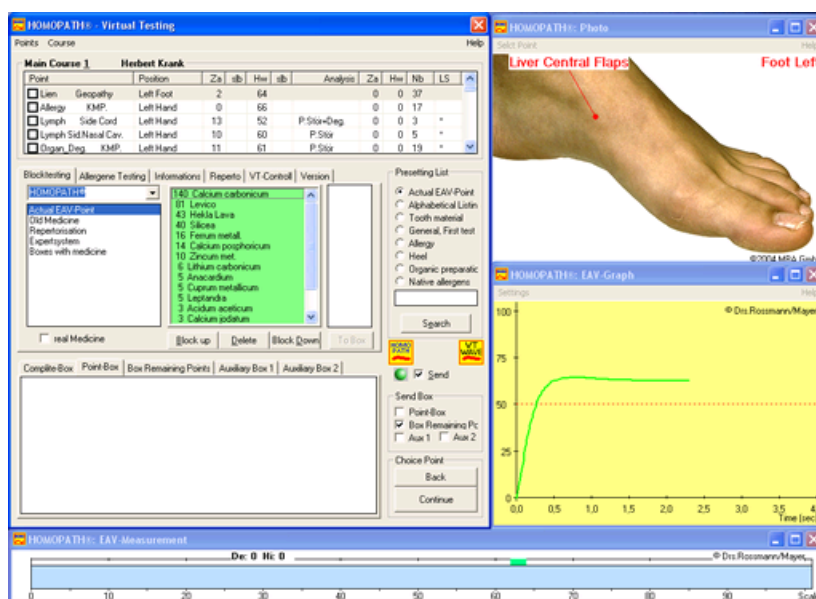 HOMOPATH® - Virtual Testing
Points Course Help
Main Course 1 Herbert Krank
Point Position Za slb Hw slb Analysis Za Hw Nb LS
Lien Geopathy Left Foot 2 64 0 0 37
Allergy KMP. Left Hand 0 66 0 0 17
Lymph Side Cord Left Hand 13 52 P.Stör+Deg. 0 0 3 *
Lymph Sid.Nasal Cav. Left Hand 10 60 P.Stör 0 0 5 *
Organ_Deg. KMP. Left Hand 11 61 P.Stör 0 0 19 *
Blocktesting Allergene Testing Informations Reperto VT-Controll Version
HOMOPATH®
Actual EAV-Point
Old Medicine
Repertorisation
Expertsystem
Boxes with medicine
140 Calcium carbonicum
81 Levico
43 Hekla Lava
40 Silicea
16 Ferrum metall.
14 Calcium posphoricum
10 Zincum met.
6 Lithium carbonicum
5 Anacardium
5 Cuprum metallicum
5 Leptandia
3 Acidum aceticum
3 Calcium jodatum
real Medicine
Block up Delete Block Down To Box
Presetting List
Actual EAV-Point
Alphabetical Listin
Tooth material
General, First test
Allergy
Heel
Organic preparatic
Native allergens
Search
HOMO PATH
VT WAVE
Send
Complite-Box Point-Box Box Remaining Points Auxiliary Box 1 Auxiliary Box 2
Send Box
Point-Box
Box Remaining Pc
Aux 1 Aux 2
Choice Point
Back
Continue
HOMOPATH®: Photo
Selct Point Help
Liver Central Flaps Foot Left
©2004 MBA GmbH
HOMOPATH®: EAV-Graph
Settings Help
© Drs.Rossmann/Mayer
100
75
50
25
0
0,0 0,5 1,0 1,5 2,0 2,5 3,0 3,5 4
Time [sec
HOMOPATH®: EAV-Measurement
De: 0 Hi: 0 © Drs.Rossmann/Mayer
0 10 20 30 40 50 60 70 80 90 Scal